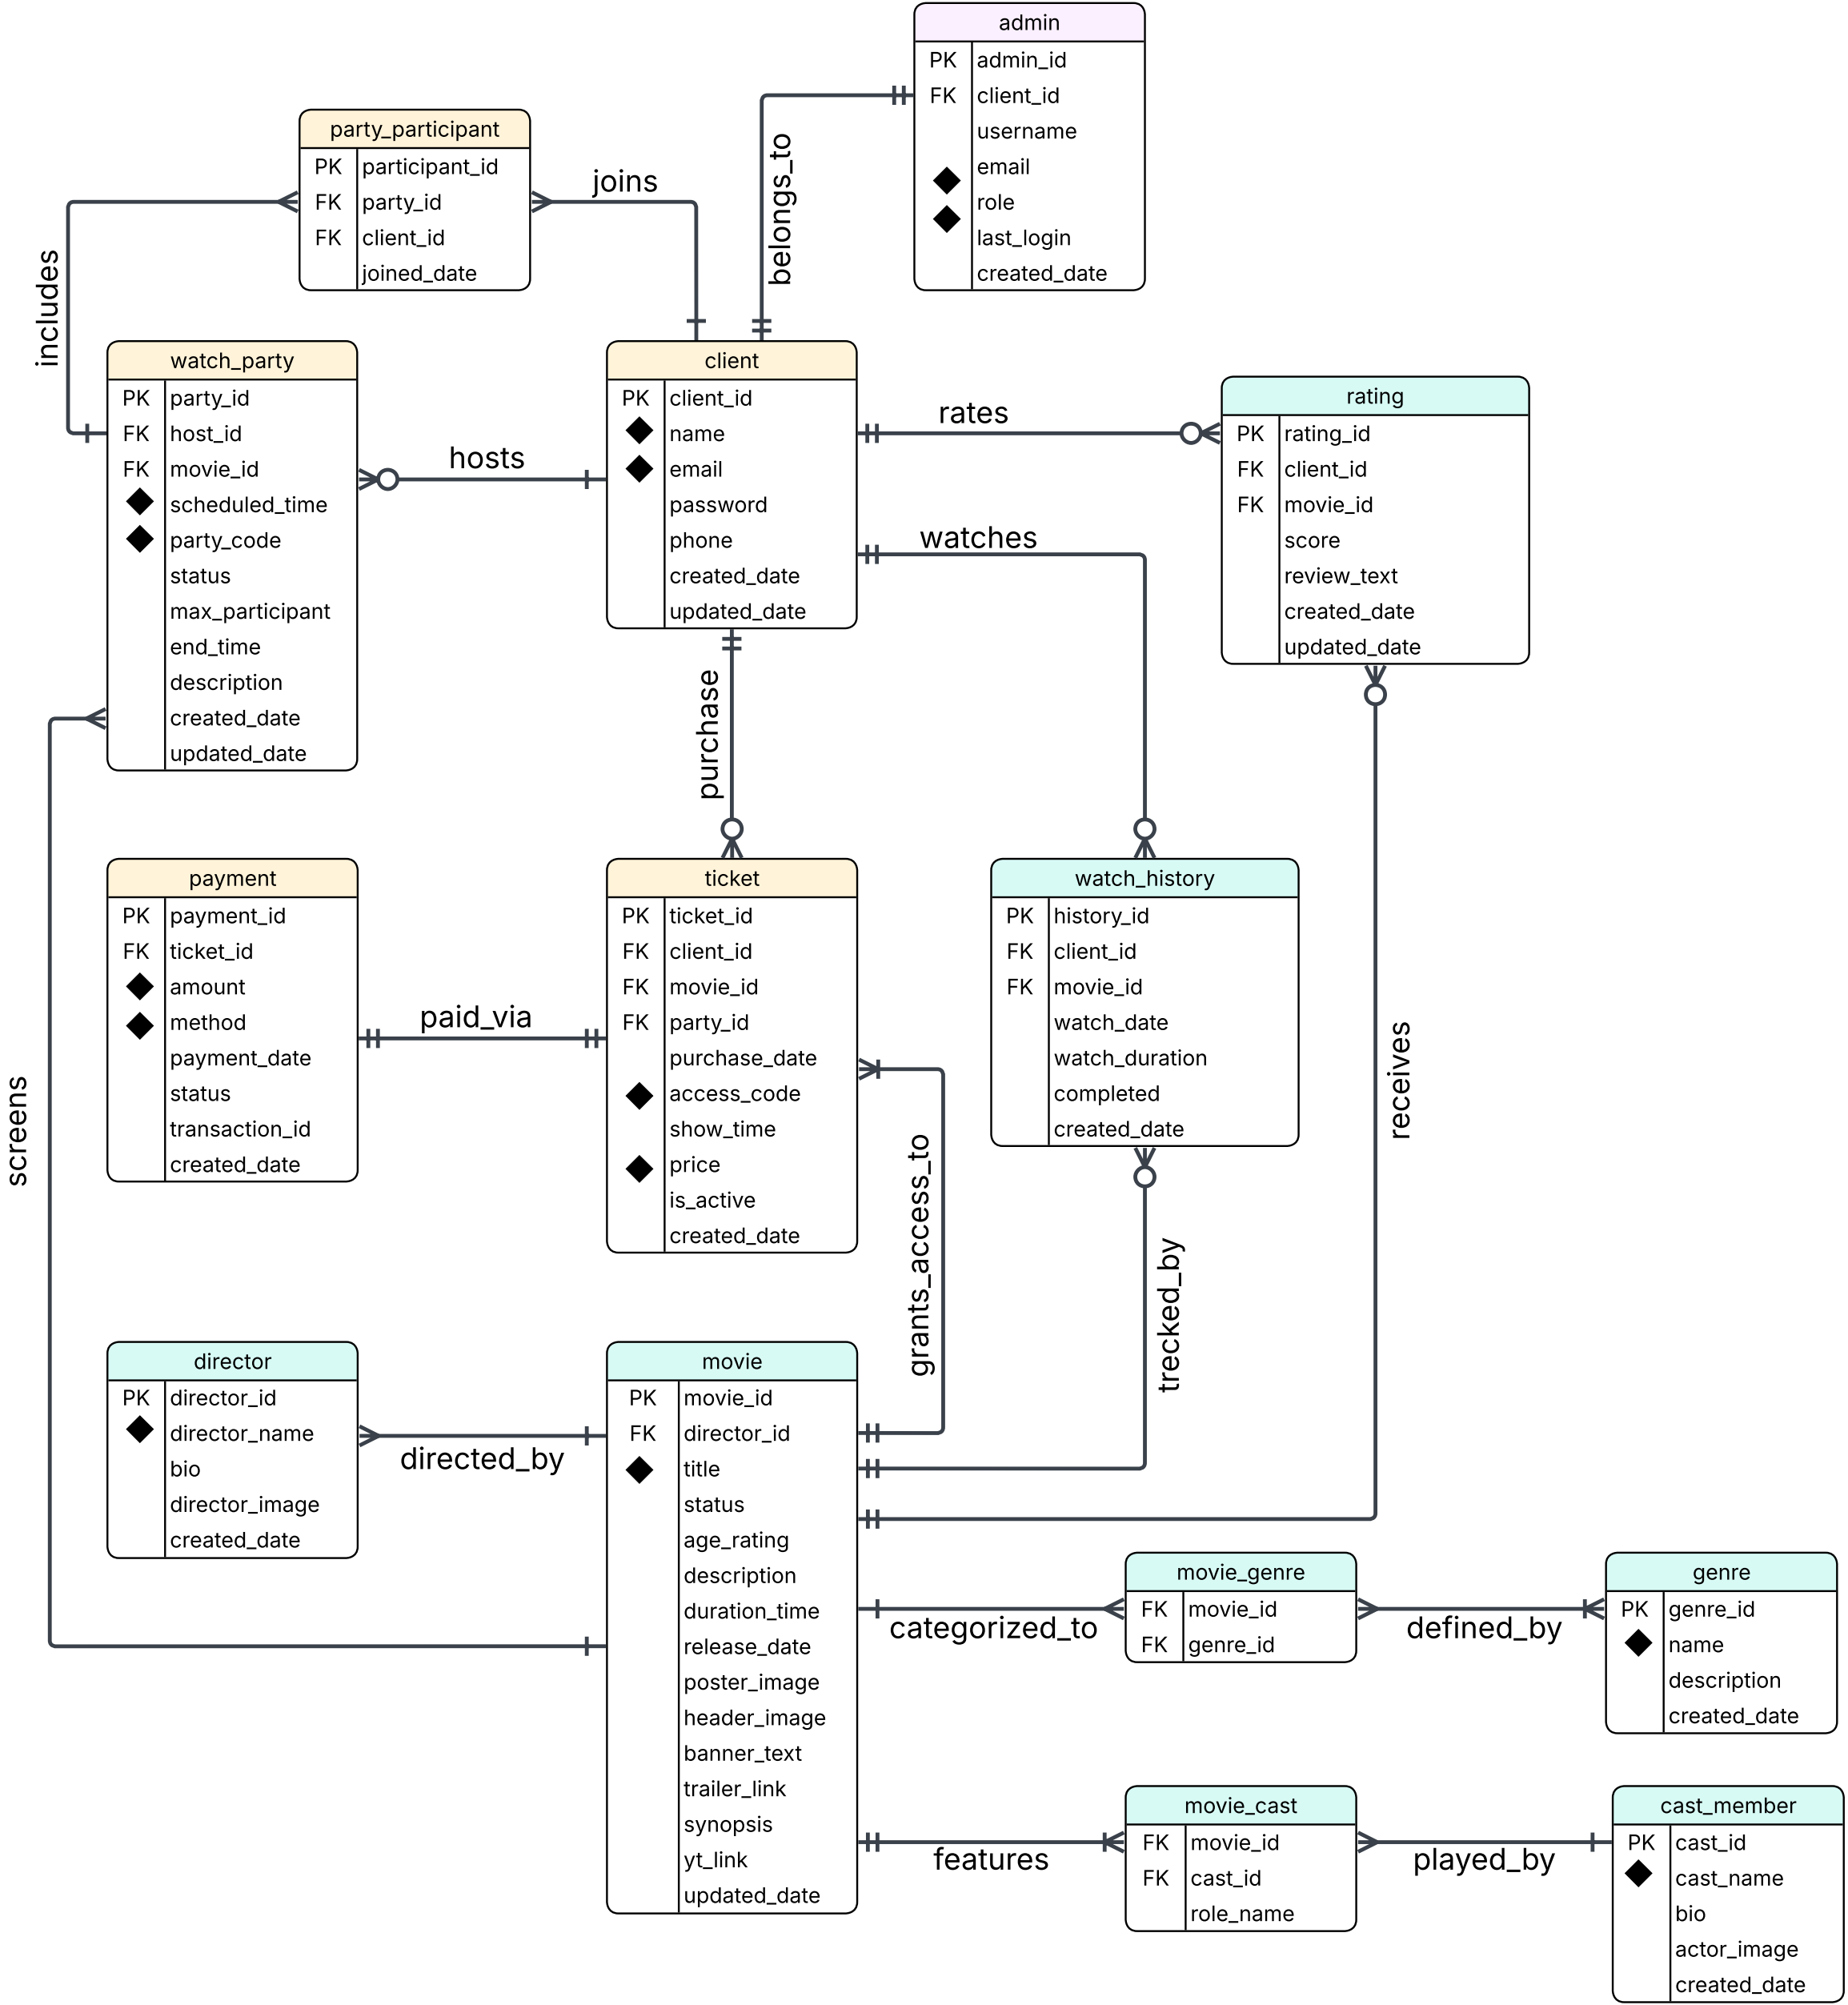 admin
PK admin_id
FK client_id
username
email
role
last_login
created_date
party_participant
PK participant_id
FK party_id
FK client_id
joined_date
joins
belongs_to
includes
watch_party
PK party_id
FK host_id
FK movie_id
scheduled_time
party_code
status
max_participant
end_time
description
created_date
updated_date
hosts
client
PK client_id
name
email
password
phone
created_date
updated_date
rates
watches
rating
PK rating_id
FK client_id
FK movie_id
score
review_text
created_date
updated_date
purchase
payment
PK payment_id
FK ticket_id
amount
method
payment_date
status
transaction_id
created_date
paid_via
ticket
PK ticket_id
FK client_id
FK movie_id
FK party_id
purchase_date
access_code
show_time
price
is_active
created_date
watch_history
PK history_id
FK client_id
FK movie_id
watch_date
watch_duration
completed
created_date
screens
grants_access_to
trecked_by
receives
director
PK director_id
director_name
bio
director_image
created_date
directed_by
movie
PK movie_id
FK director_id
title
status
age_rating
description
duration_time
release_date
poster_image
header_image
banner_text
trailer_link
synopsis
yt_link
updated_date
categorized_to
movie_genre
FK movie_id
FK genre_id
defined_by
genre
PK genre_id
name
description
created_date
features
movie_cast
FK movie_id
FK cast_id
role_name
played_by
cast_member
PK cast_id
cast_name
bio
actor_image
created_date